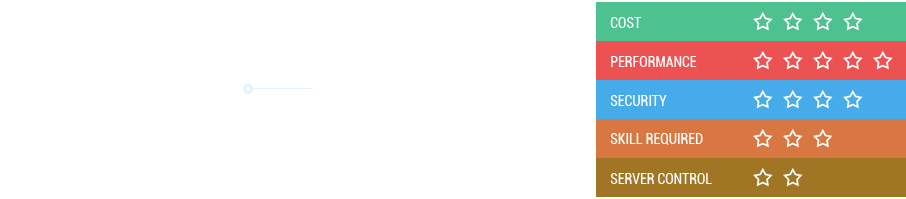 COST
PERFORMANCE
SECURITY
SKILL REQUIRED
SERVER CONTROL